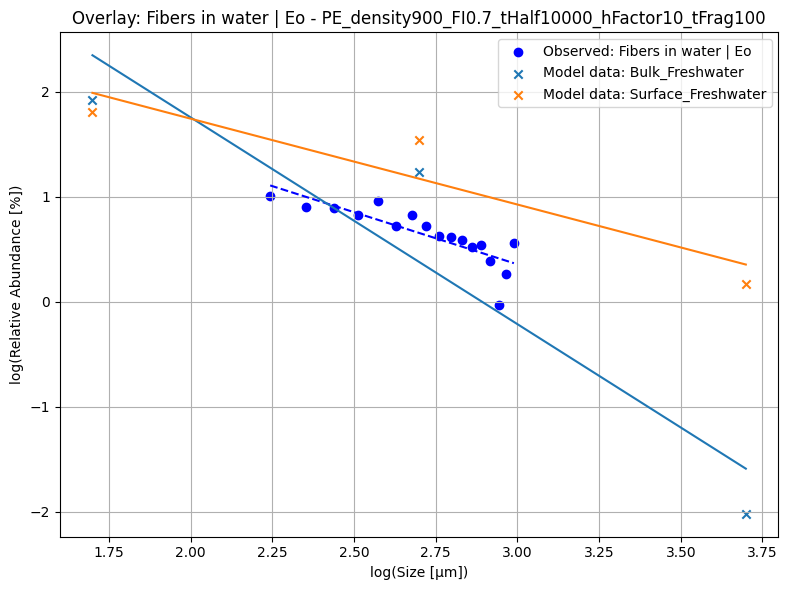 Overlay: Fibers in water | Eo - PE_density900_FI0.7_tHalf10000_hFactor10_tFrag100
Observed: Fibers in water | Eo
Model data: Bulk_Freshwater
Model data: Surface_Freshwater
log(Relative Abundance [%])
2
1
0
−1
−2
1.75 2.00 2.25 2.50 2.75 3.00 3.25 3.50 3.75
log(Size [µm])